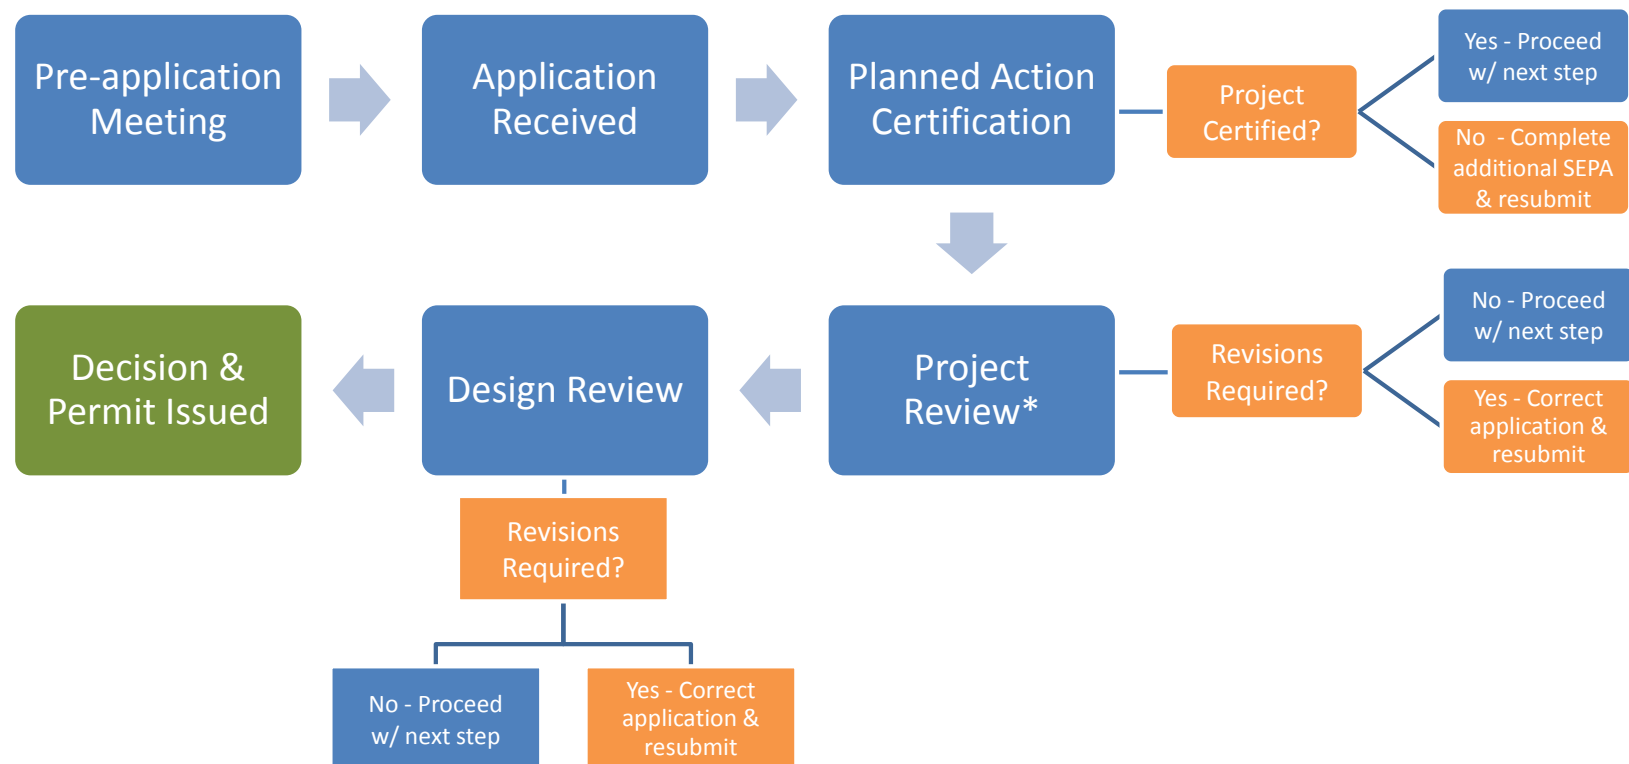 Pre-application
Meeting
Application
Received
Planned Action
Certification
Project
Certified?
Yes - Proceed
w/ next step
No - Complete
additional SEPA
& resubmit
Decision &
Permit Issued
Design Review
Project
Review*
Revisions
Required?
No - Proceed
w/ next step
Yes - Correct
application &
resubmit
Revisions
Required?
No - Proceed
w/ next step
Yes - Correct
application &
resubmit